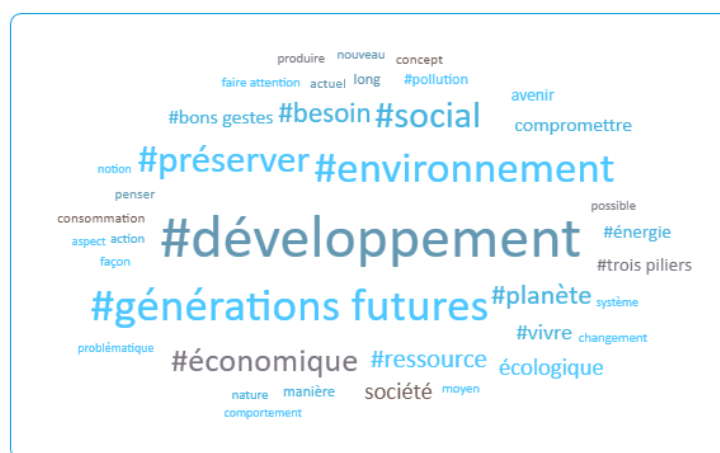 produire nouveau concept
faire attention actuel long #pollution avenir
#bons gestes #besoin #social compromettre
notion #préserver #environnement
penser possible
consommation #développement #énergie
aspect action
façon #trois piliers
#générations futures #planète système
#vivre changement
problématique #économique #ressource écologique
nature manière société moyen
comportement